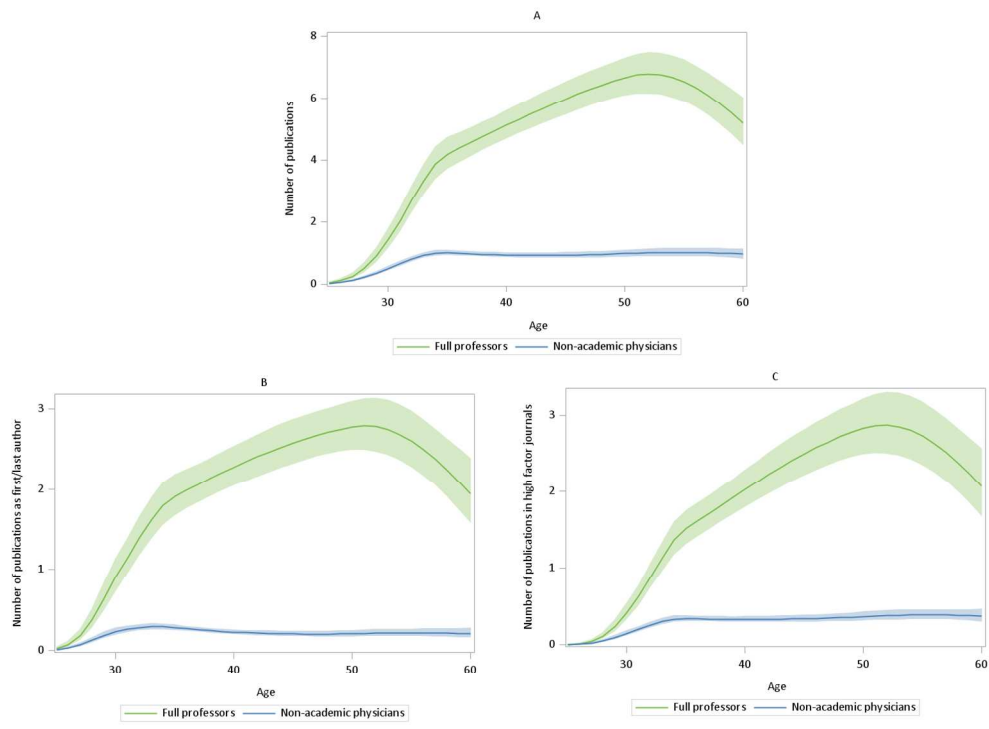 A
8
6
4
2
0
Number of publications
30 40 50 60
Age
Full professors Non-academic physicians
B
3
2
1
0
Number of publications as first/last author
30 40 50 60
Age
Full professors Non-academic physicians
C
3
2
1
0
Number of publications in high factor journals
30 40 50 60
Age
Full professors Non-academic physicians